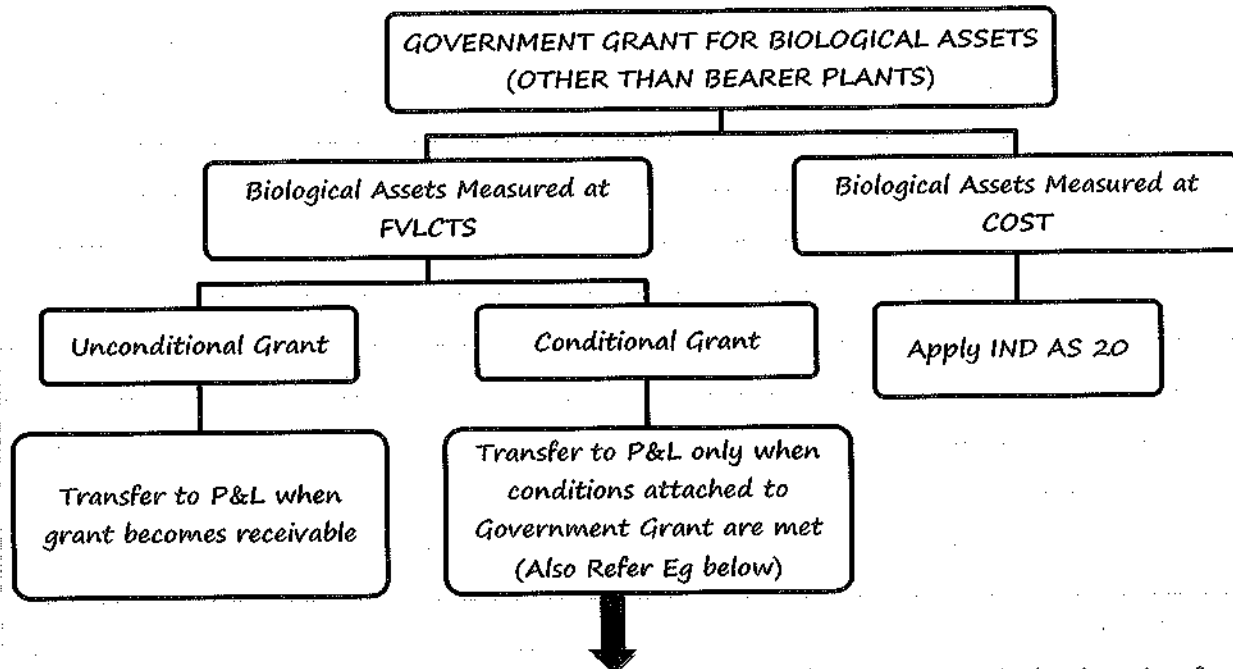 GOVERNMENT GRANT FOR BIOLOGICAL ASSETS
(OTHER THAN BEARER PLANTS)
Biological Assets Measured at
FVLCTS
Biological Assets Measured at
COST
Unconditional Grant
Conditional Grant
Apply IND AS 20
Transfer to P&L when
grant becomes receivable
Transfer to P&L only when
conditions attached to
Government Grant are met
(Also Refer Eg below)